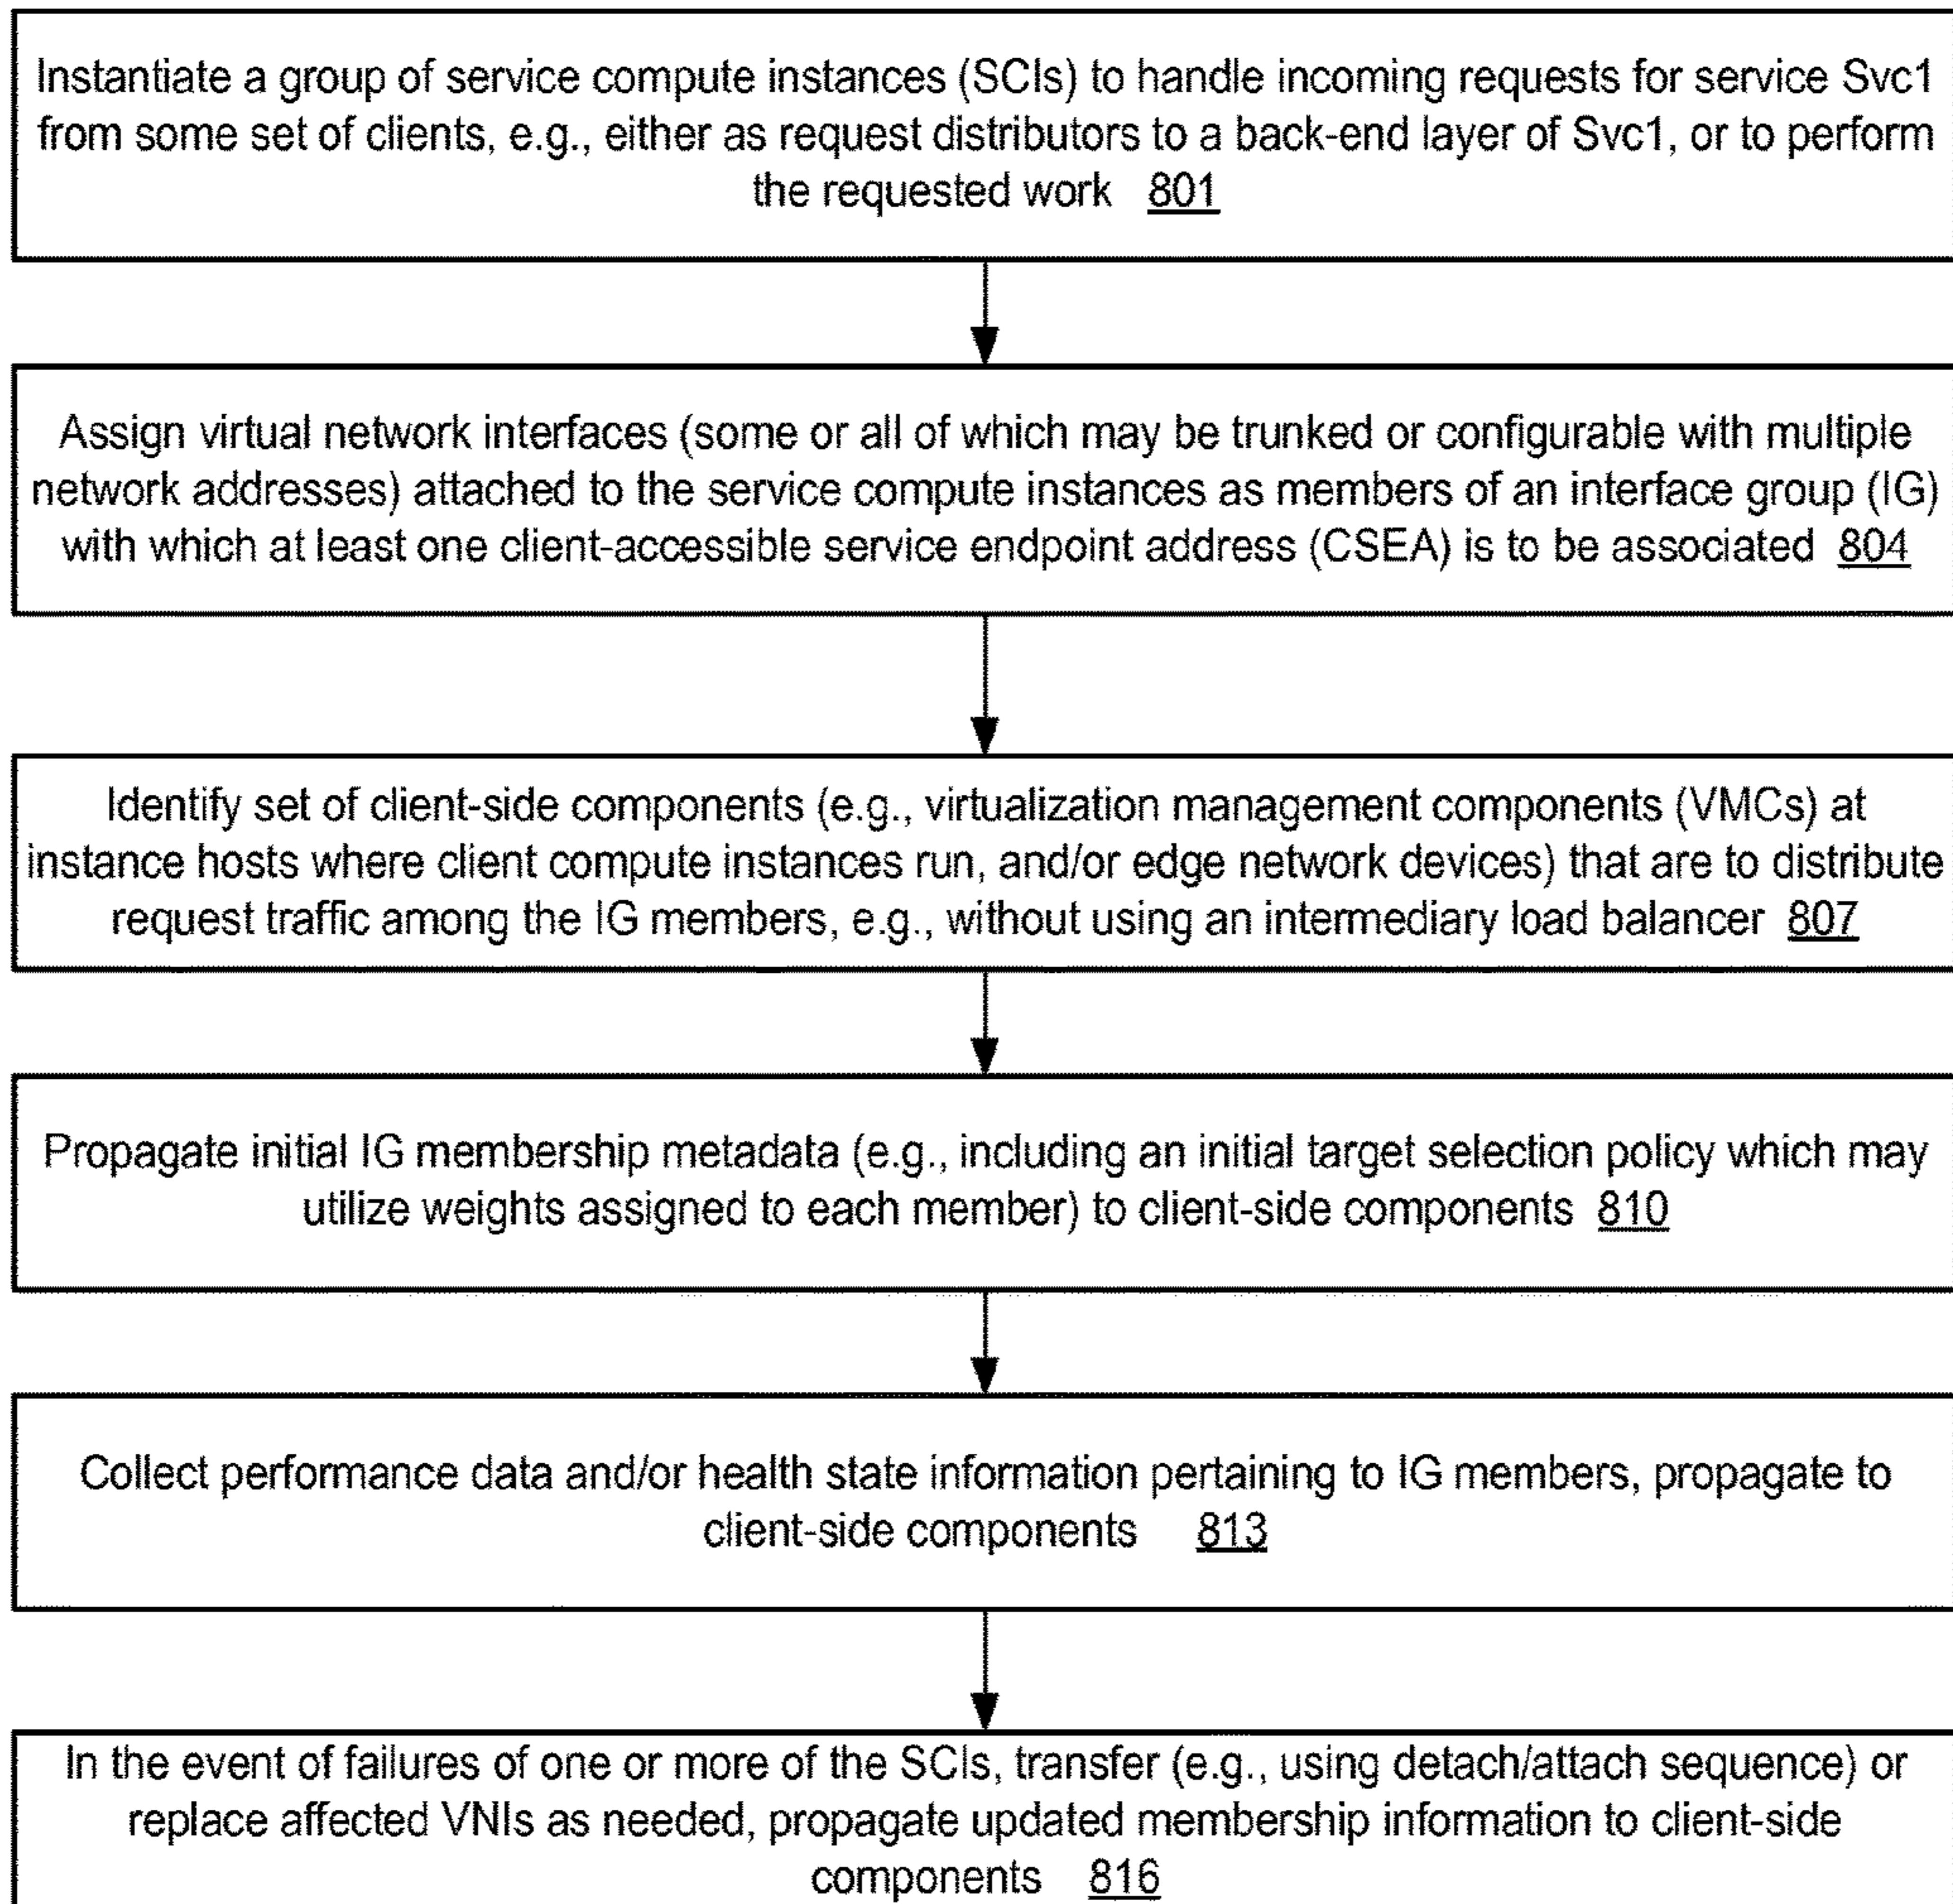 Instantiate a group of service compute instances (SCIs) to handle incoming requests for service Svc1
from some set of clients, e.g., either as request distributors to a back-end layer of Svc1, or to perform
the requested work 801
Assign virtual network interfaces (some or all of which may be trunked or configurable with multiple
network addresses) attached to the service compute instances as members of an interface group (IG)
with which at least one client-accessible service endpoint address (CSEA) is to be associated 804
Identify set of client-side components (e.g., virtualization management components (VMCs) at
instance hosts where client compute instances run, and/or edge network devices) that are to distribute
request traffic among the IG members, e.g., without using an intermediary load balancer 807
Propagate initial IG membership metadata (e.g., including an initial target selection policy which may
utilize weights assigned to each member) to client-side components 810
Collect performance data and/or health state information pertaining to IG members, propagate to
client-side components 813
In the event of failures of one or more of the SCIs, transfer (e.g., using detach/attach sequence) or
replace affected VNIs as needed, propagate updated membership information to client-side
components 816